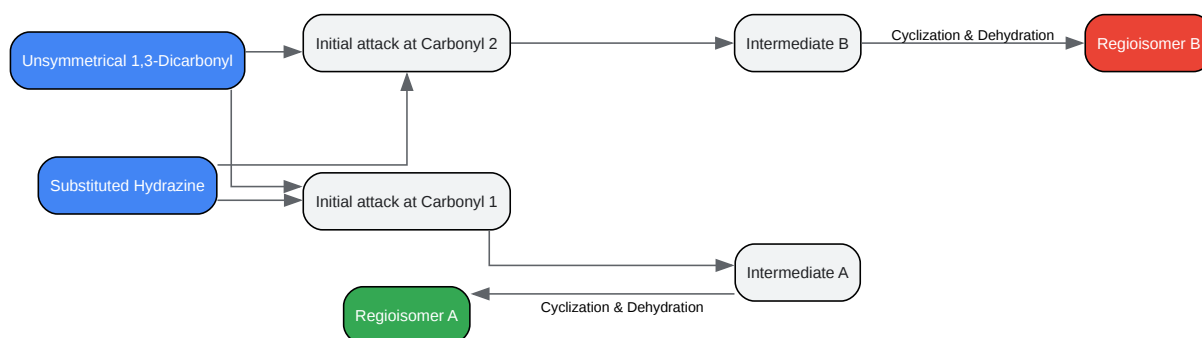 Unsymmetrical 1,3-Dicarbonyl
Initial attack at Carbonyl 2
Intermediate B
Cyclization & Dehydration
Regioisomer B
Substituted Hydrazine
Initial attack at Carbonyl 1
Intermediate A
Cyclization & Dehydration
Regioisomer A